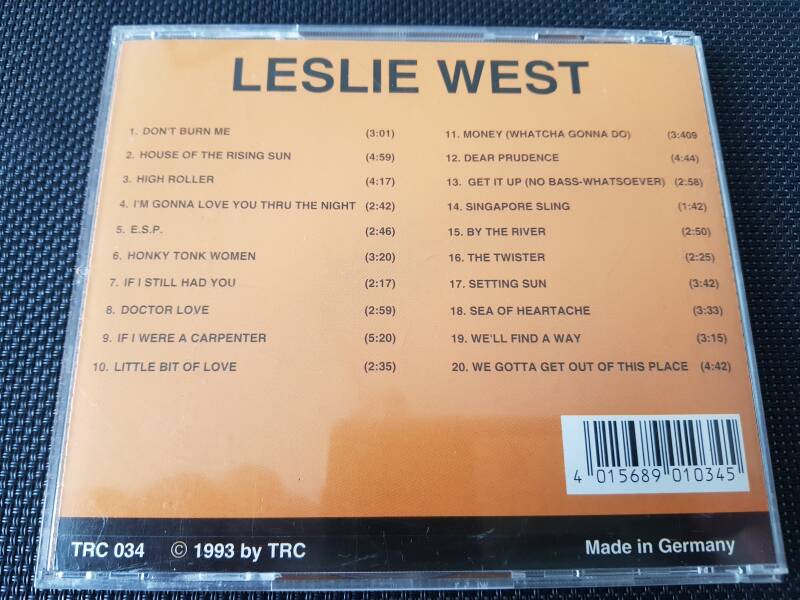 LESLIE WEST
1. DON'T BURN ME (3:01)
2. HOUSE OF THE RISING SUN (4:59)
3. HIGH ROLLER (4:17)
4. I'M GONNA LOVE YOU THRU THE NIGHT (2:42)
5. E.S.P. (2:46)
6. HONKY TONK WOMEN (3:20)
7. IF I STILL HAD YOU (2:17)
8. DOCTOR LOVE (2:59)
9. IF I WERE A CARPENTER (5:20)
10. LITTLE BIT OF LOVE (2:35)
11. MONEY (WHATCHA GONNA DO) (3:409
12. DEAR PRUDENCE (4:44)
13. GET IT UP (NO BASS-WHATSOEVER) (2:58)
14. SINGAPORE SLING (1:42)
15. BY THE RIVER (2:50)
16. THE TWISTER (2:25)
17. SETTING SUN (3:42)
18. SEA OF HEARTACHE (3:33)
19. WE'LL FIND A WAY (3:15)
20. WE GOTTA GET OUT OF THIS PLACE (4:42)
4 015689 010345
TRC 034 © 1993 by TRC Made in Germany